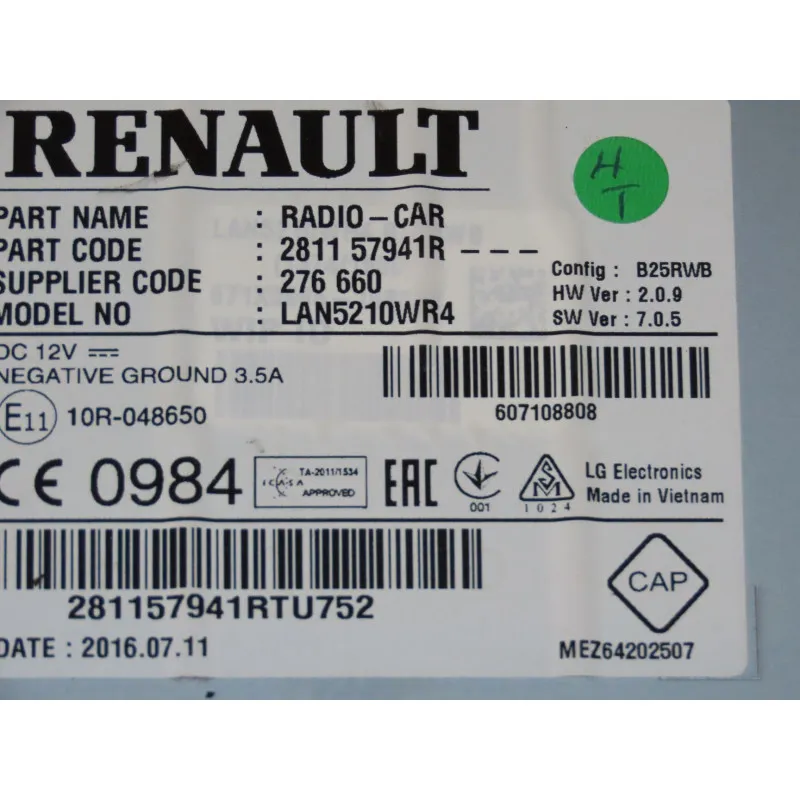 RENAULT
H
T
PART NAME : RADIO-CAR
PART CODE : 2811 57941R ---
SUPPLIER CODE : 276 660
MODEL NO : LAN5210WR4
Config : B25RWB
HW Ver : 2.0.9
SW Ver : 7.0.5
DC 12V
NEGATIVE GROUND 3.5A
607108808
E11 10R-048650
CE 0984
TA-2011/1534
ICASA
APPROVED
EAC
001
SM
1024
LG Electronics
Made in Vietnam
281157941RTU752
CAP
DATE : 2016.07.11
MEZ64202507